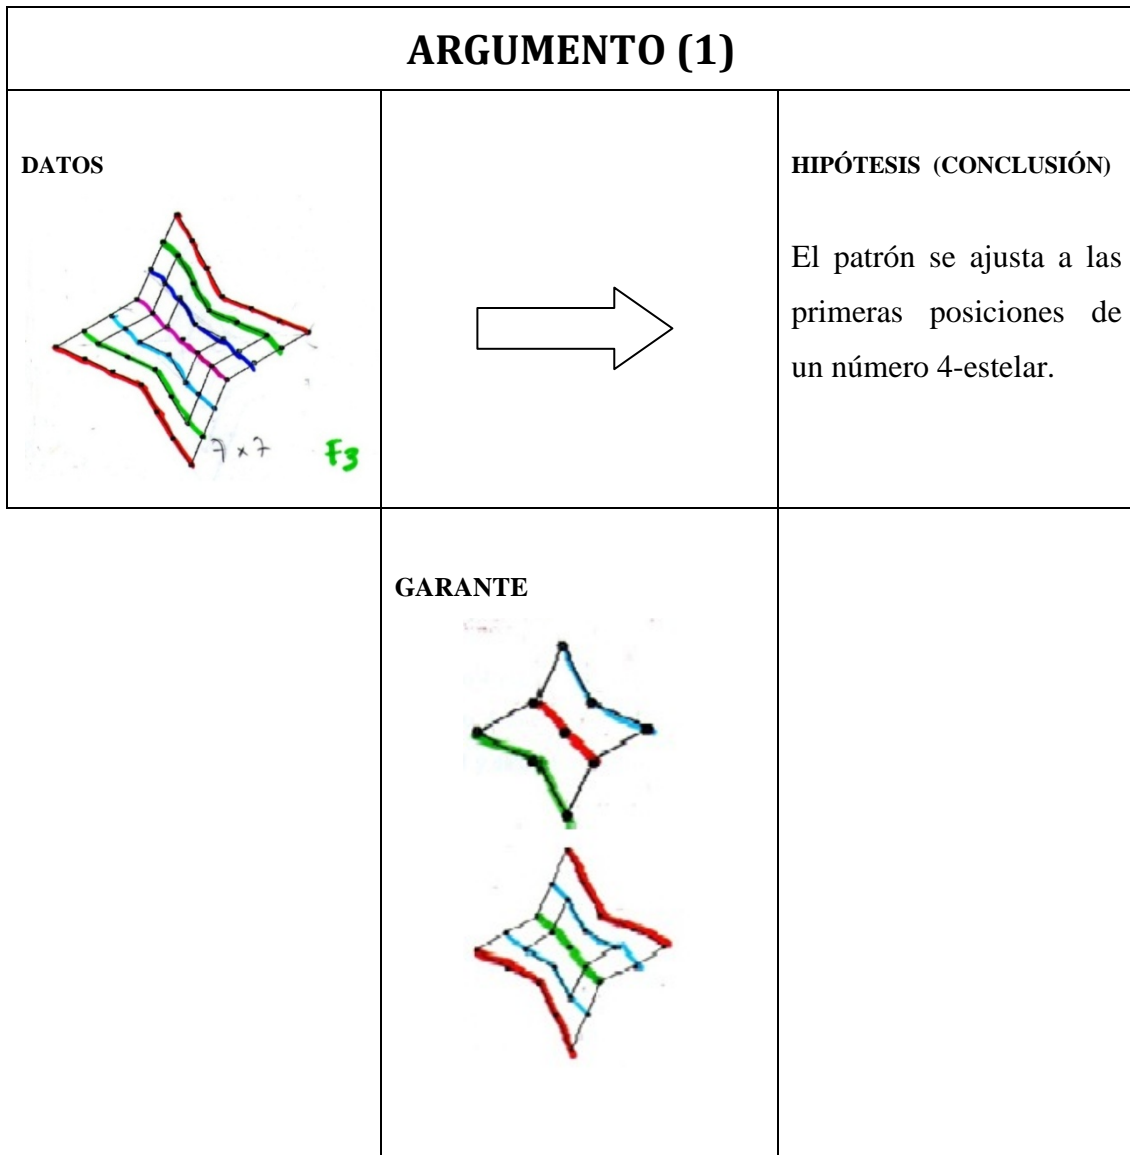 ARGUMENTO (1)
DATOS
7 x 7
F3
HIPÓTESIS (CONCLUSIÓN)
El patrón se ajusta a las
primeras posiciones de
un número 4-estelar.
GARANTE